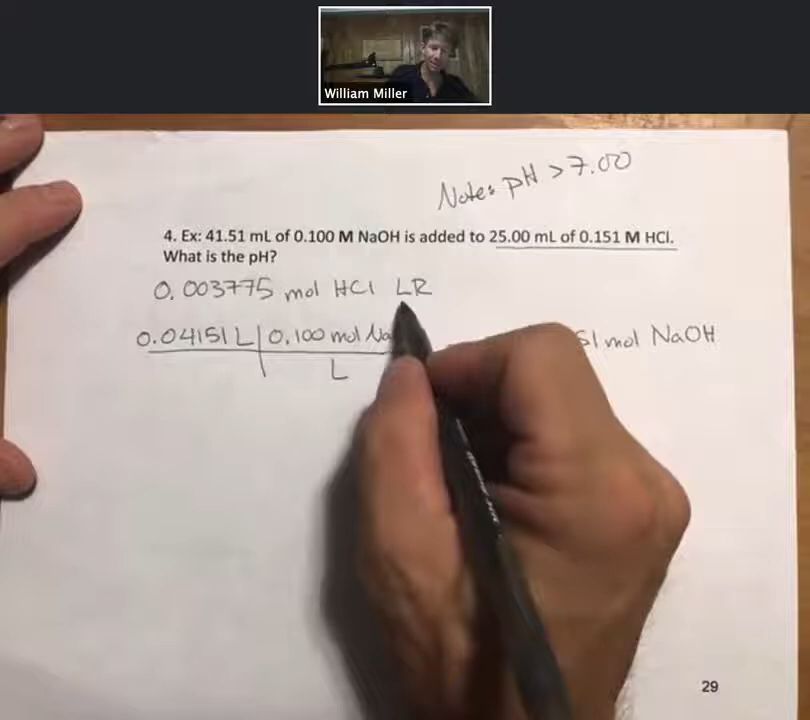 William Miller
Note: pH > 7.00
4. Ex: 41.51 mL of 0.100 M NaOH is added to 25.00 mL of 0.151 M HCl.
What is the pH?
0.003775 mol HCl LR
0.04151 L 0.100 mol Na 51 mol NaOH
L
29